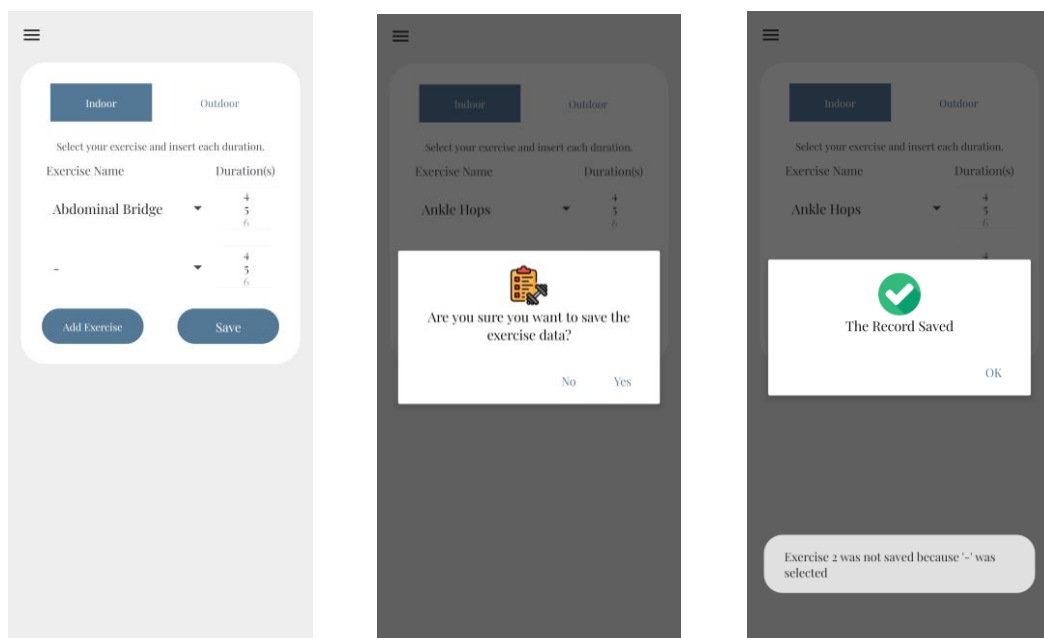 Indoor
Outdoor
Select your exercise and insert each duration.
Exercise Name
Duration(s)
4
Abdominal Bridge
5
6
4
-
5
6
Add Exercise
Save
Indoor
Outdoor
Select your exercise and insert each duration.
Exercise Name
Duration(s)
4
Ankle Hops
5
6
Are you sure you want to save the
exercise data?
No
Yes
Indoor
Outdoor
Select your exercise and insert each duration.
Exercise Name
Duration(s)
4
Ankle Hops
5
6
4
The Record Saved
OK
Exercise 2 was not saved because '-' was
selected